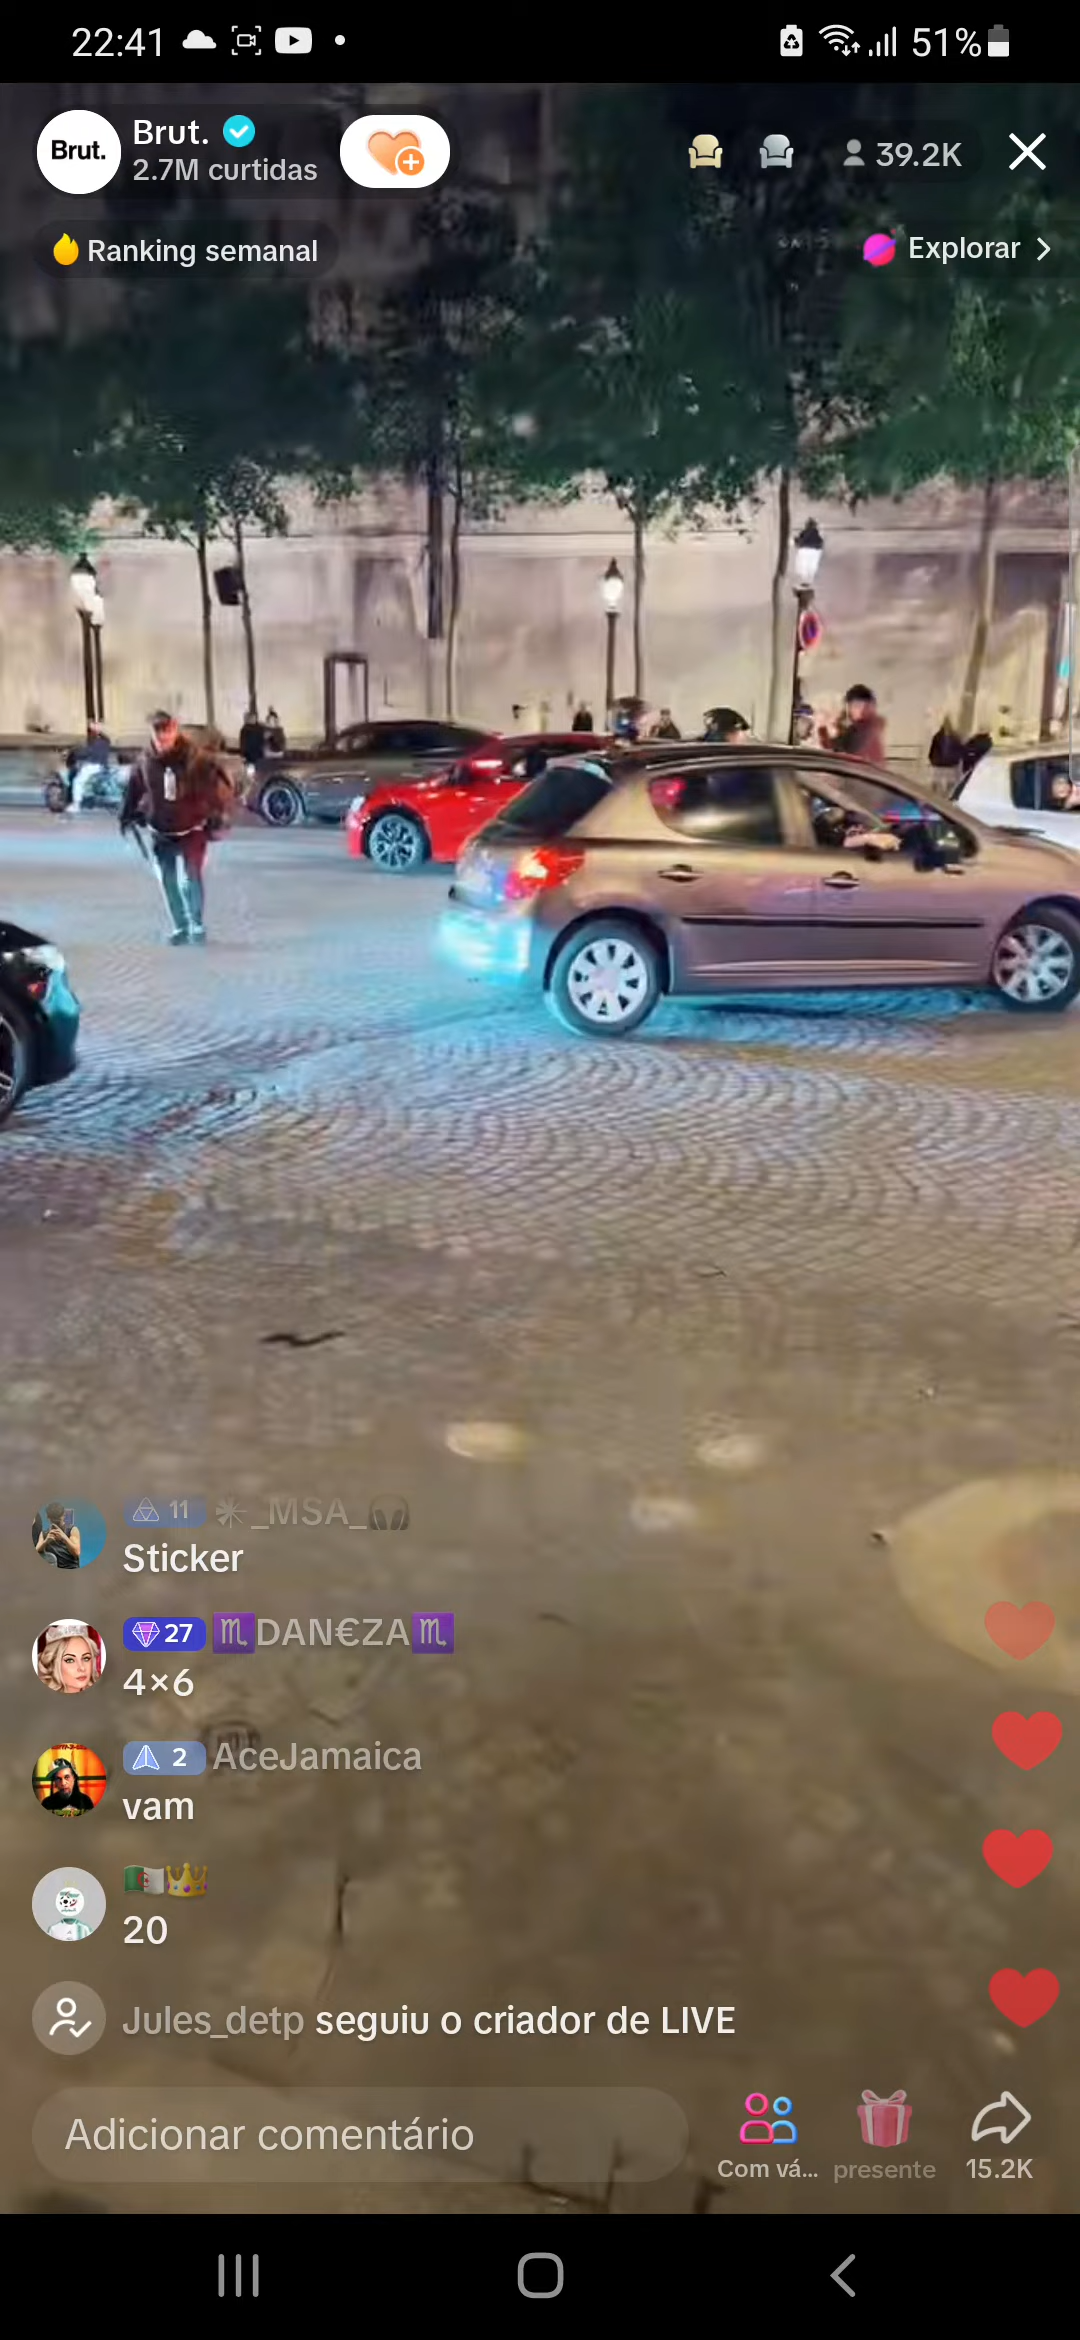 22:41
51%
Brut.
Brut.
2.7M curtidas
39.2K
Ranking semanal
Explorar
11 _MSA_
Sticker
27 ♏DAN€ZA♏
4×6
2 AceJamaica
vam
20
Jules_detp seguiu o criador de LIVE
Adicionar comentário
Com vá...
presente
15.2K